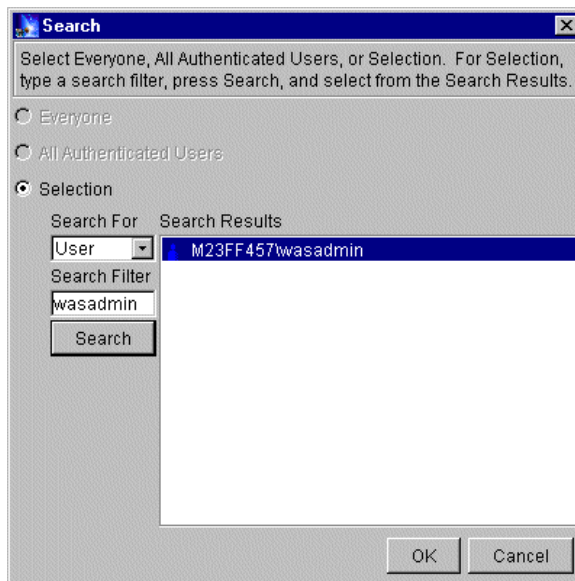 Search
Select Everyone, All Authenticated Users, or Selection. For Selection,
type a search filter, press Search, and select from the Search Results.
Everyone
All Authenticated Users
Selection
Search For
Search Results
User
M23FF457\wasadmin
Search Filter
wasadmin
Search
OK
Cancel